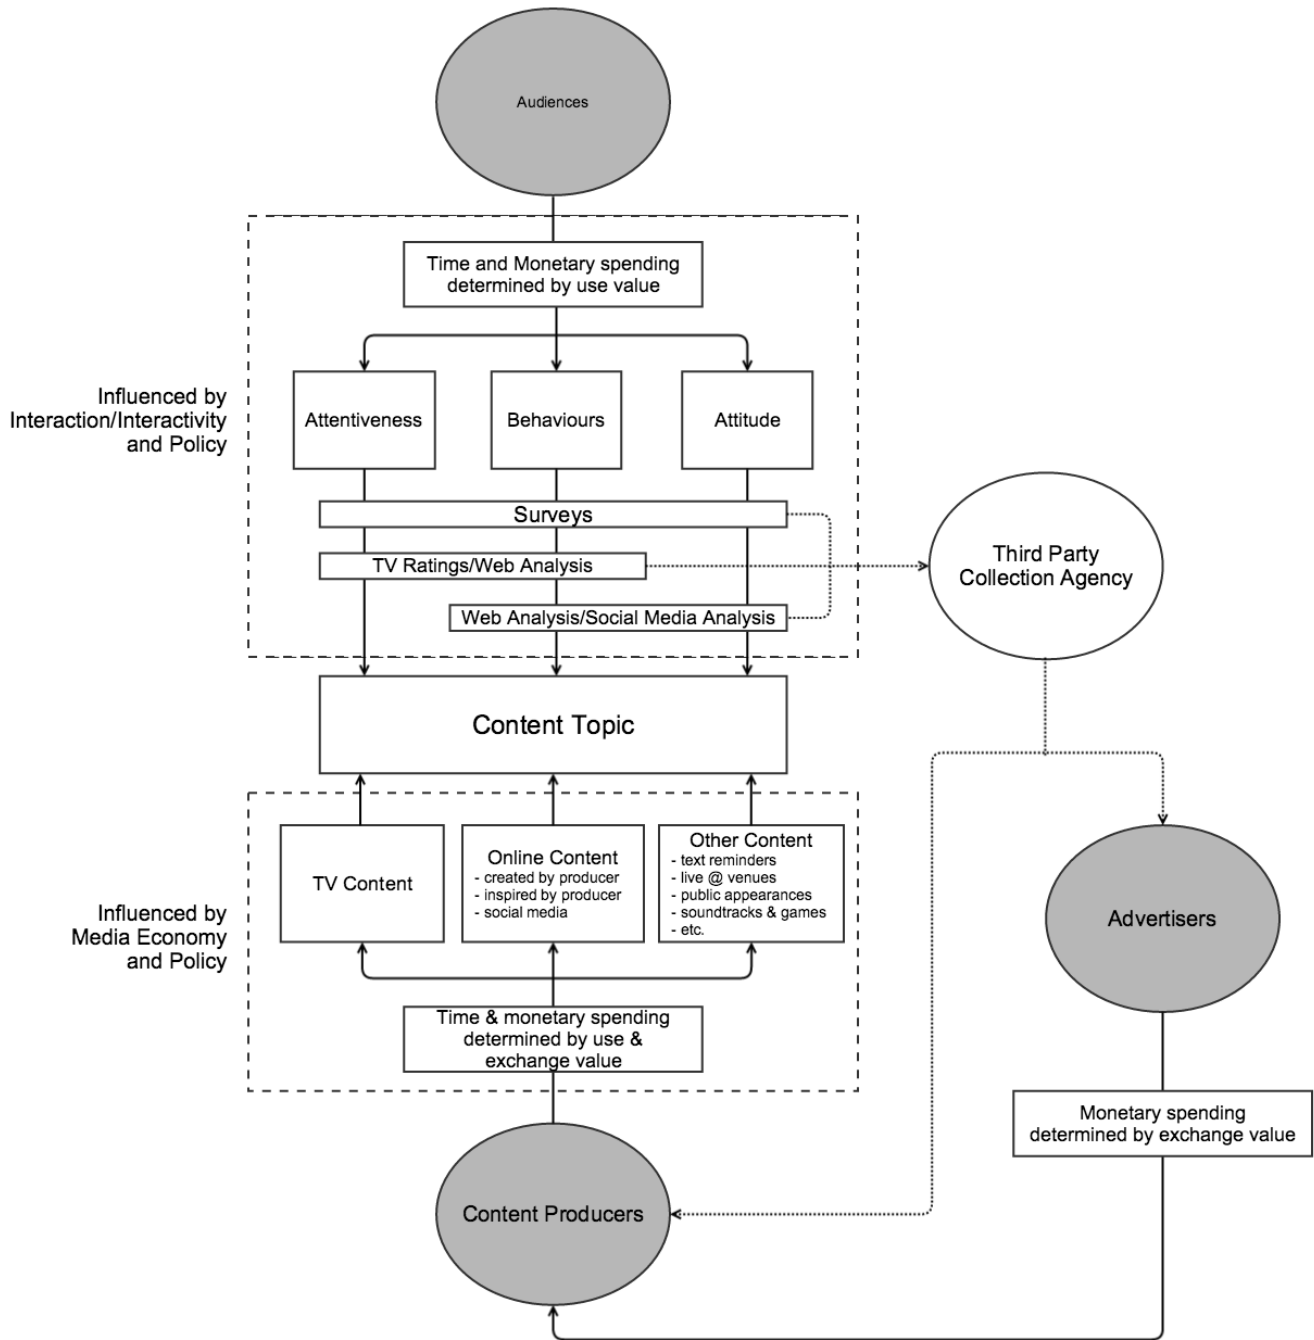 Audiences
Time and Monetary spending
determined by use value
Influenced by
Interaction/Interactivity
and Policy
Attentiveness
Behaviours
Attitude
Surveys
TV Ratings/Web Analysis
Web Analysis/Social Media Analysis
Third Party
Collection Agency
Content Topic
TV Content
Online Content
- created by producer
- inspired by producer
- social media
Other Content
- text reminders
- live @ venues
- public appearances
- soundtracks & games
- etc.
Influenced by
Media Economy
and Policy
Advertisers
Time & monetary spending
determined by use &
exchange value
Monetary spending
determined by exchange value
Content Producers